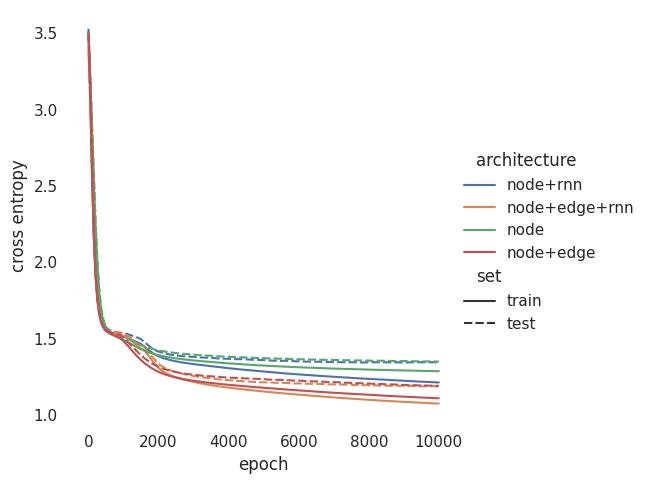 3.5
3.0
2.5
2.0
1.5
1.0
cross entropy
0
2000
4000
6000
8000
10000
epoch
architecture
node+rnn
node+edge+rnn
node
node+edge
set
train
test